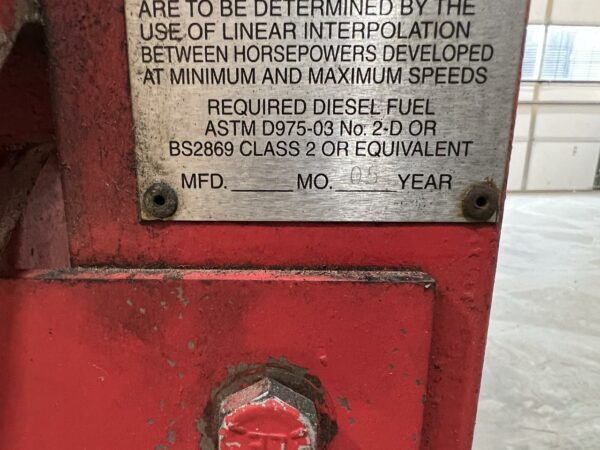 ARE TO BE DETERMINED BY THE
USE OF LINEAR INTERPOLATION
BETWEEN HORSEPOWERS DEVELOPED
AT MINIMUM AND MAXIMUM SPEEDS
REQUIRED DIESEL FUEL
ASTM D975-03 No. 2-D OR
BS2869 CLASS 2 OR EQUIVALENT
MFD. ______ MO. 05 YEAR